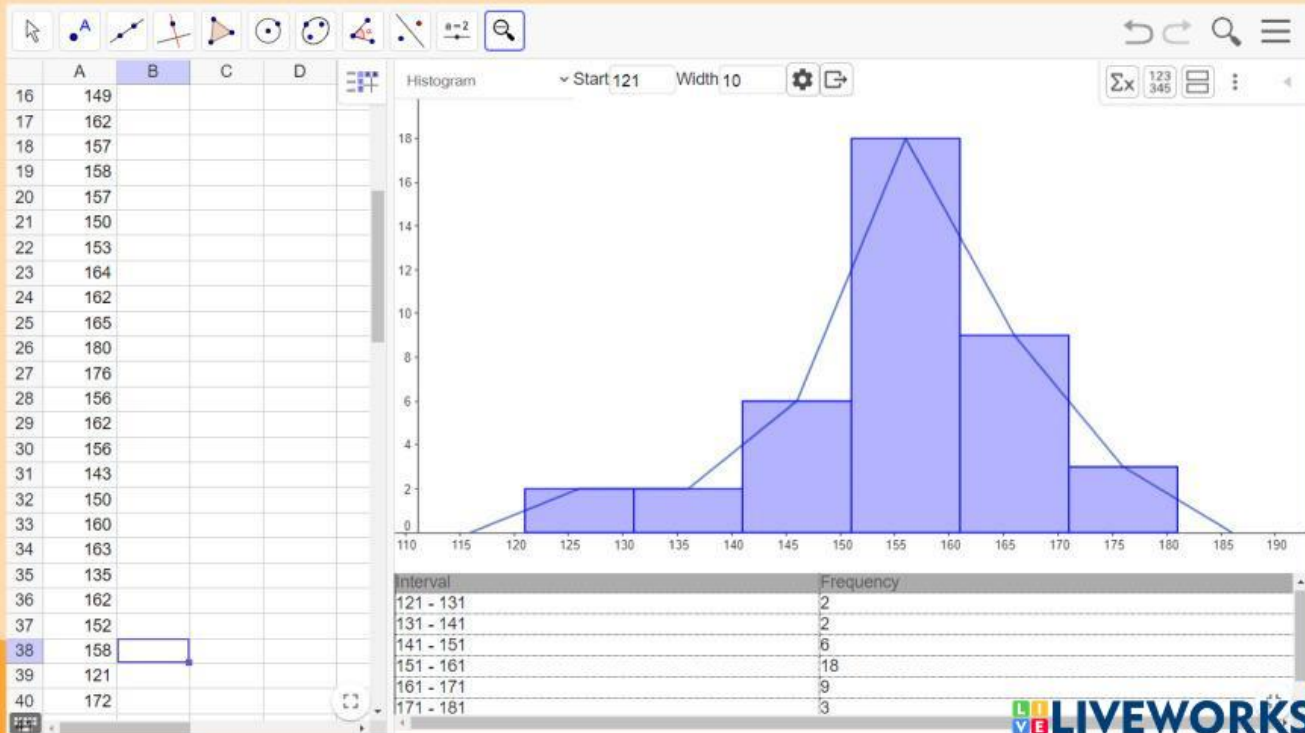 A
a=2
A B C D
Histogram Start 121 Width 10 Σx 123 345
16 149
17 162
18 157
19 158
20 157
21 150
22 153
23 164
24 162
25 165
26 180
27 176
28 156
29 162
30 156
31 143
32 150
33 160
34 163
35 135
36 162
37 152
38 158
39 121
40 172
18
16
14
12
10
8
6
4
2
0
110 115 120 125 130 135 140 145 150 155 160 165 170 175 180 185 190
Interval Frequency
121 - 131 2
131 - 141 2
141 - 151 6
151 - 161 18
161 - 171 9
171 - 181 3
LIVE LIVEWORKS